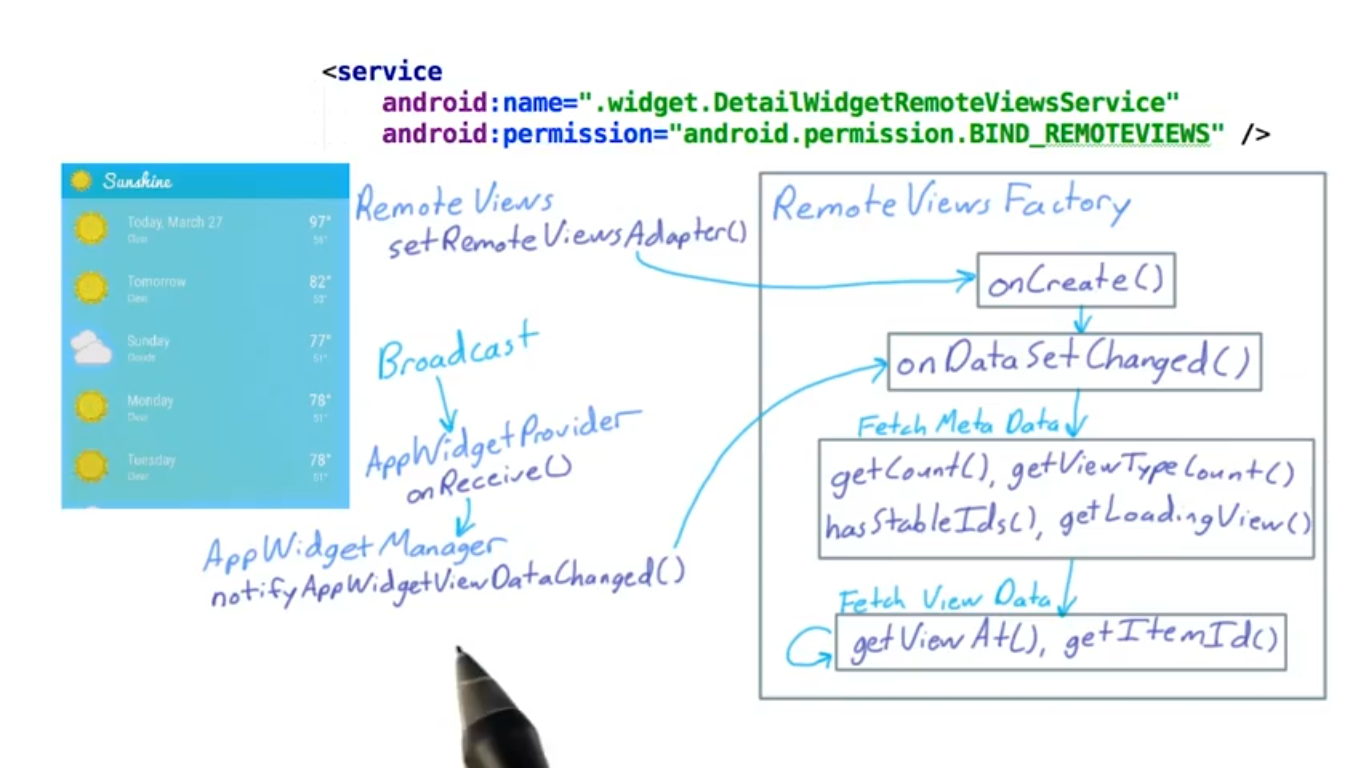 <service
android:name=".widget.DetailWidgetRemoteViewsService"
android:permission="android.permission.BIND_REMOTEVIEWS" />
Sunshine
Today, March 27 97°
Clear 56°
Tomorrow 82°
Clear 52°
Sunday 77°
Clouds 51°
Monday 78°
Clear 51°
Tuesday 78°
Clear 51°
Remote Views
setRemoteViewsAdapter()
Broadcast
AppWidgetProvider
onReceive()
AppWidgetManager
notifyAppWidgetViewDataChanged()
Remote Views Factory
onCreate()
onDataSetChanged()
Fetch Meta Data
getCount(), getViewTypeCount()
hasStableIds(), getLoadingView()
Fetch View Data
getViewAt(), getItemId()